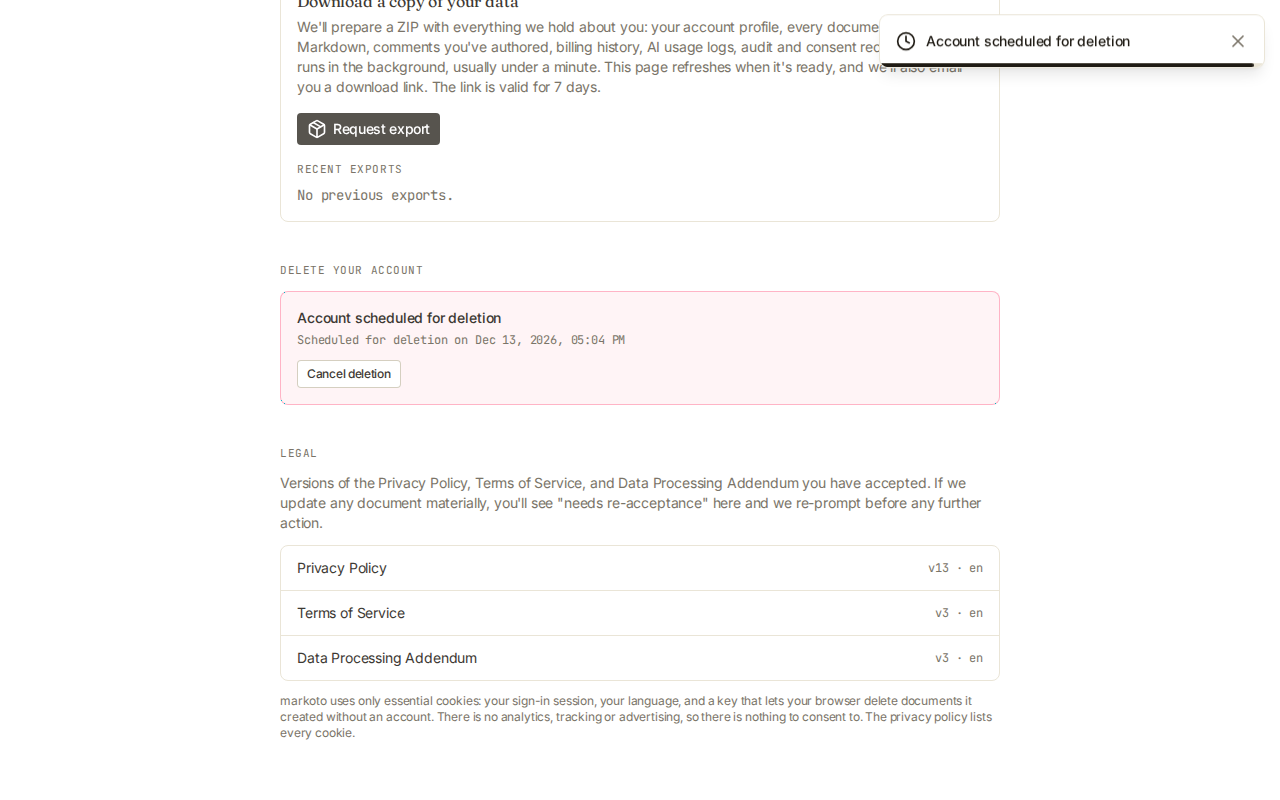 Download a copy of your data
We'll prepare a ZIP with everything we hold about you: your account profile, every docume
Markdown, comments you've authored, billing history, AI usage logs, audit and consent rec
runs in the background, usually under a minute. This page refreshes when it's ready, and we'll also email
you a download link. The link is valid for 7 days.
Account scheduled for deletion
Request export
RECENT EXPORTS
No previous exports.
DELETE YOUR ACCOUNT
Account scheduled for deletion
Scheduled for deletion on Dec 13, 2026, 05:04 PM
Cancel deletion
LEGAL
Versions of the Privacy Policy, Terms of Service, and Data Processing Addendum you have accepted. If we
update any document materially, you'll see "needs re-acceptance" here and we re-prompt before any further
action.
Privacy Policy v13 · en
Terms of Service v3 · en
Data Processing Addendum v3 · en
markoto uses only essential cookies: your sign-in session, your language, and a key that lets your browser delete documents it
created without an account. There is no analytics, tracking or advertising, so there is nothing to consent to. The privacy policy lists
every cookie.